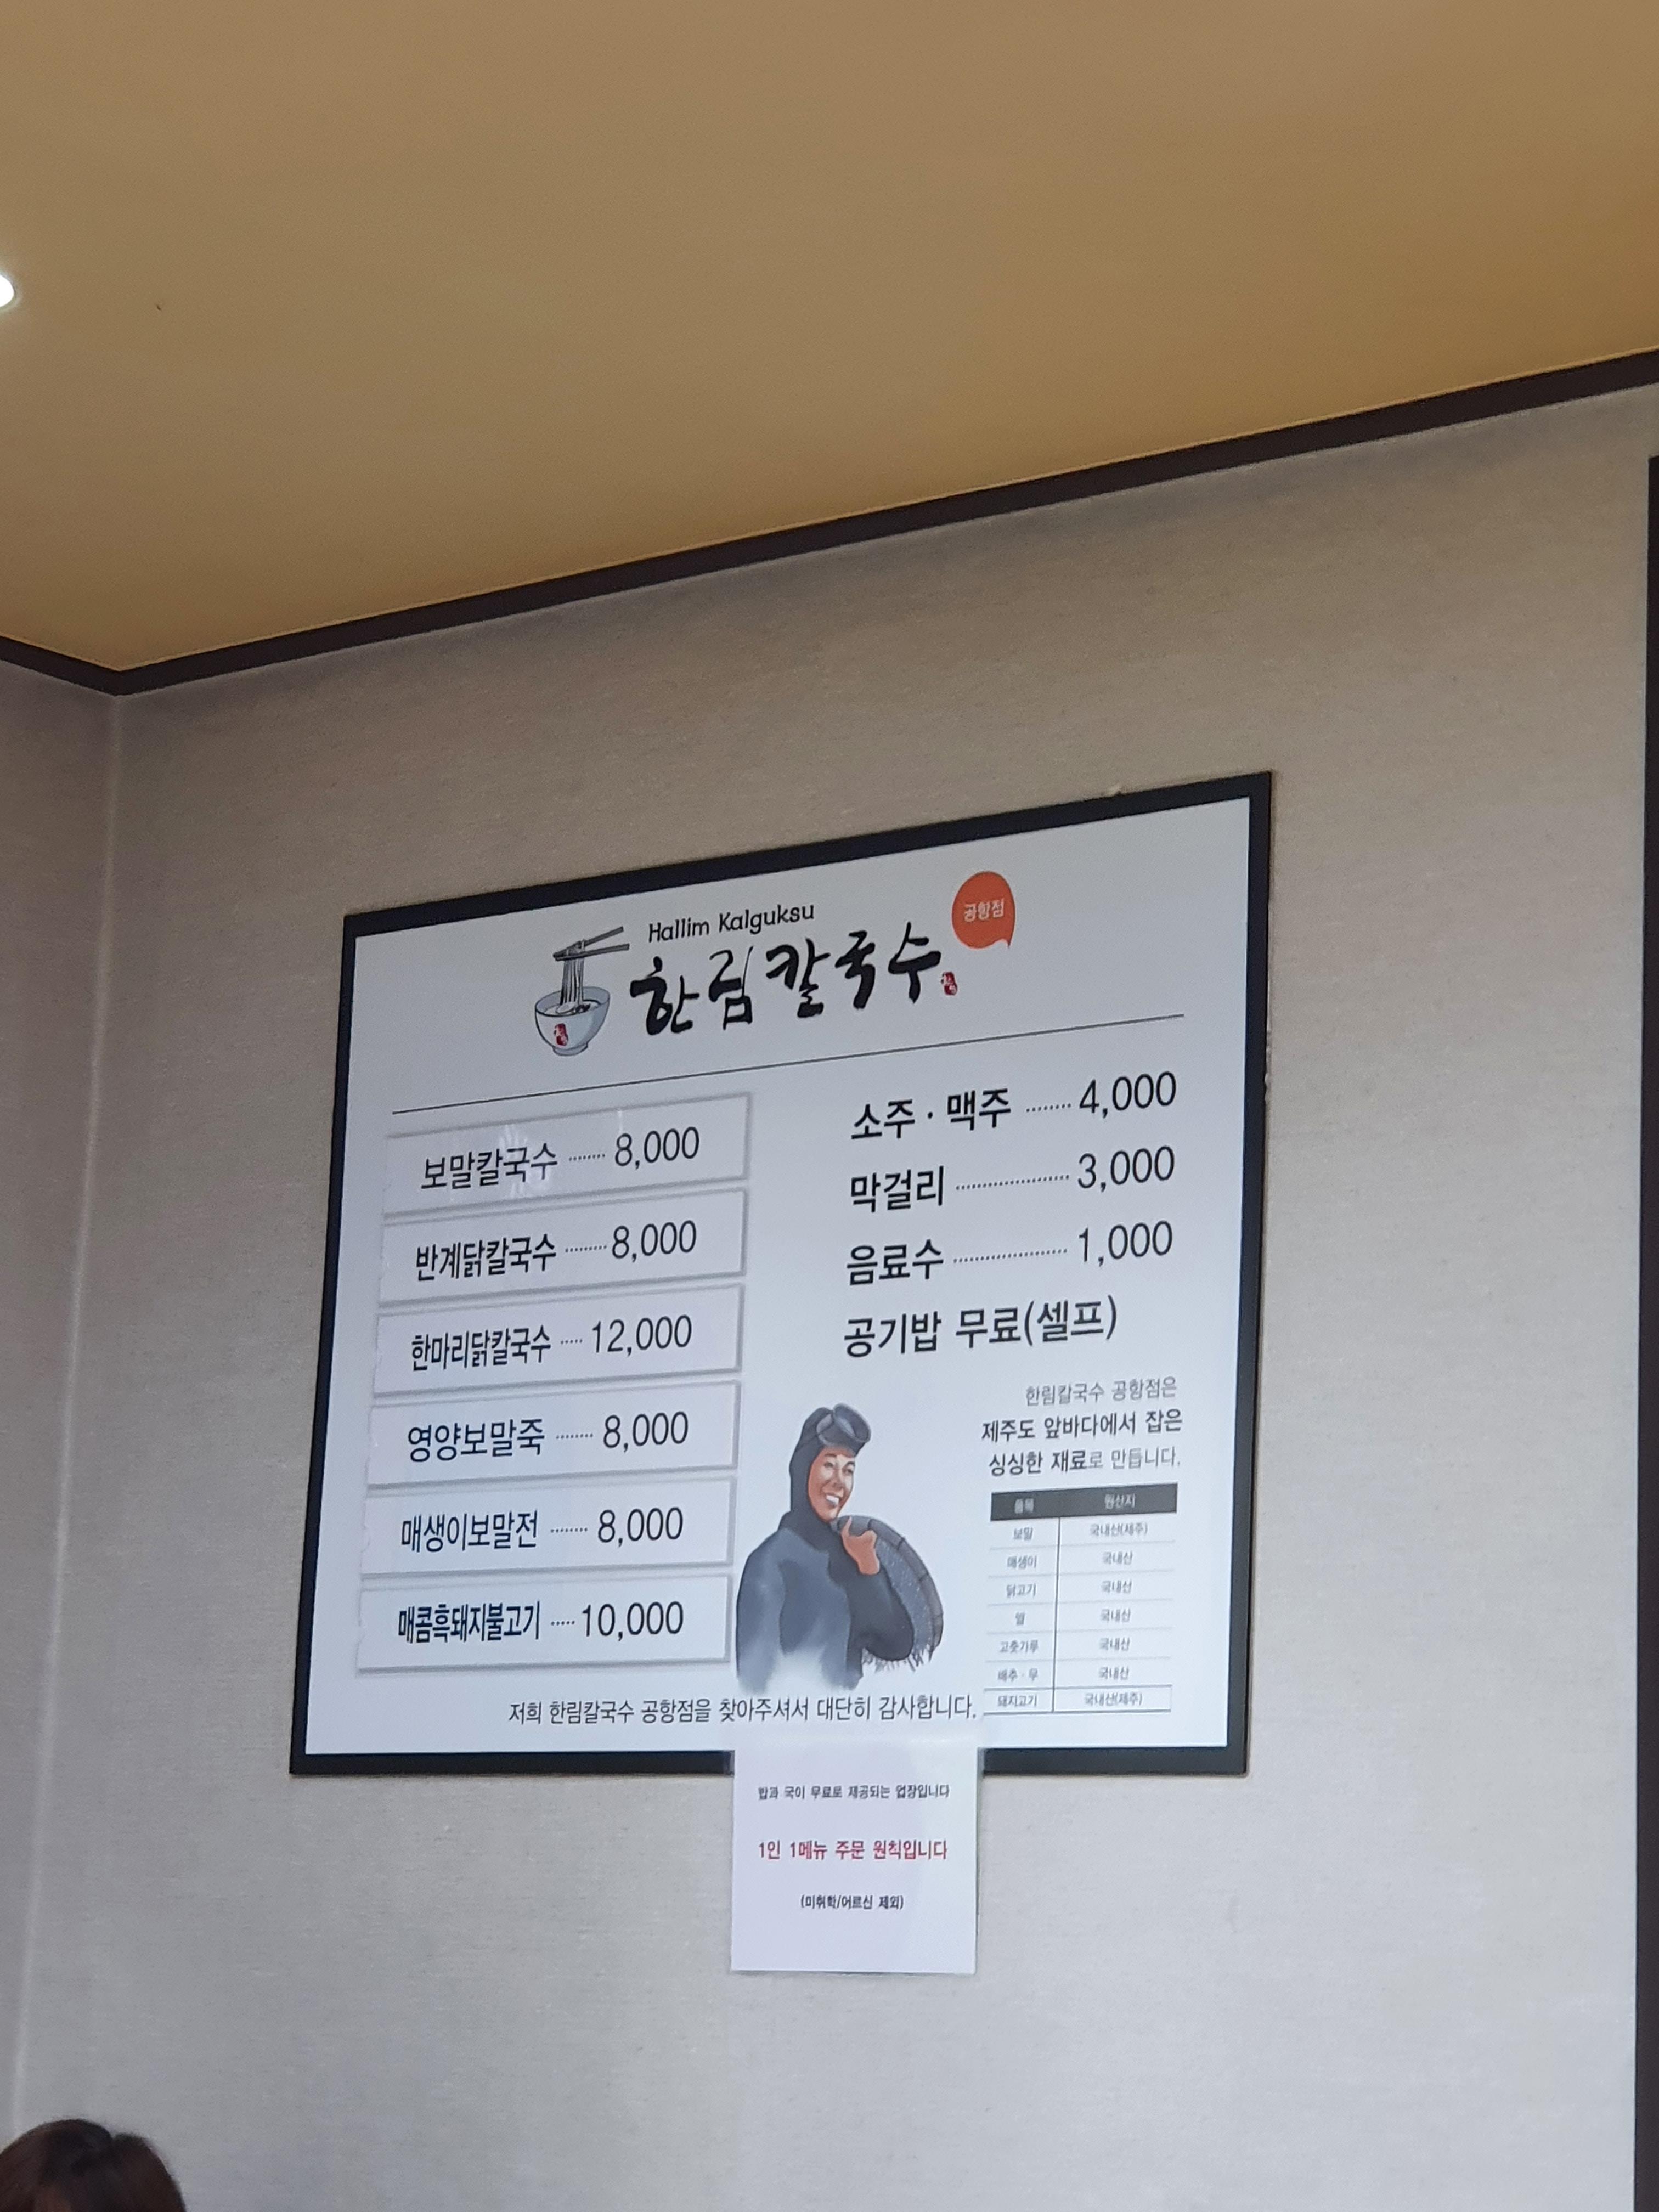 Hallim Kalguksu
한림칼국수
공항점
보말칼국수 ........ 8,000
반계닭칼국수 ......... 8,000
한마리닭칼국수 ..... 12,000
영양보말죽 ........ 8,000
매생이보말전 ........ 8,000
매콤흑돼지불고기 ..... 10,000
소주 · 맥주 ........ 4,000
막걸리 .................... 3,000
음료수 .................... 1,000
공기밥 무료(셀프)
한림칼국수 공항점은
제주도 앞바다에서 잡은
싱싱한 재료로 만듭니다.
품목 원산지
보말 국내산(제주)
매생이 국내산
닭고기 국내산
쌀 국내산
고춧가루 국내산
배추 · 무 국내산
돼지고기 국내산(제주)
저희 한림칼국수 공항점을 찾아주셔서 대단히 감사합니다.
밥과 국이 무료로 제공되는 업장입니다
1인 1메뉴 주문 원칙입니다
(미취학/어르신 제외)